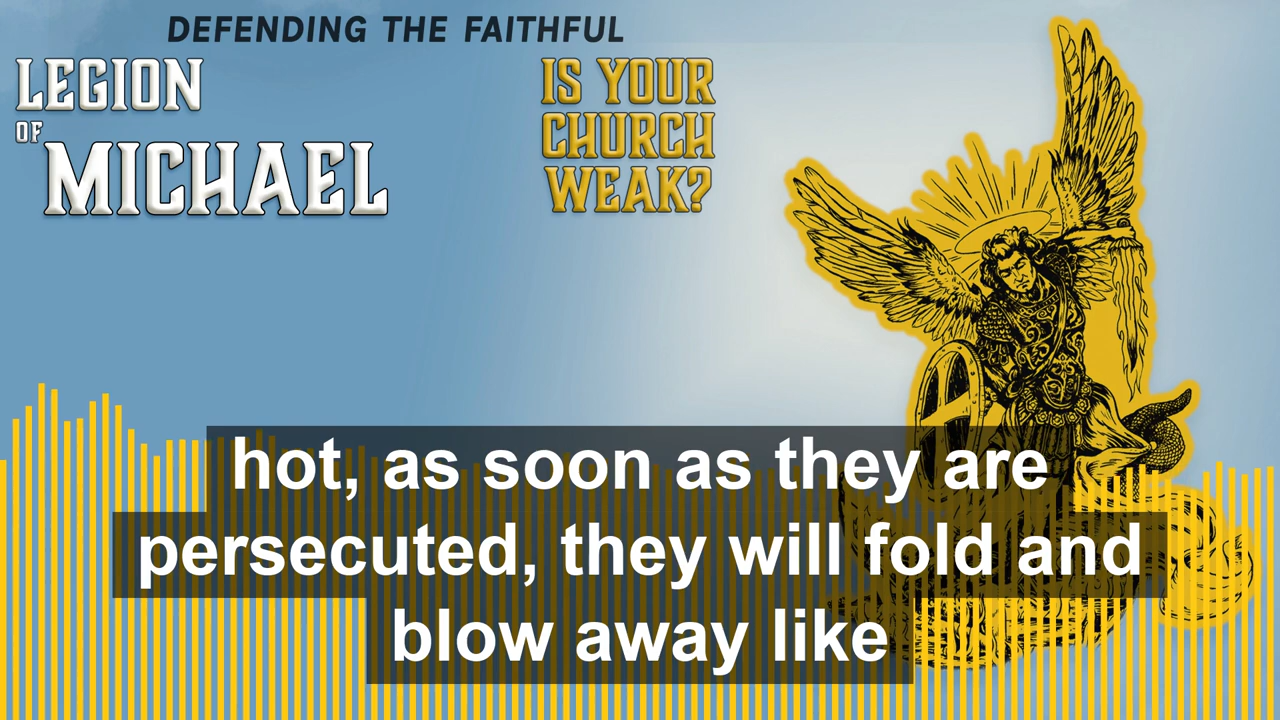 DEFENDING THE FAITHFUL
LEGION
OF
MICHAEL
IS YOUR
CHURCH
WEAK?
hot, as soon as they are
persecuted, they will fold and
blow away like